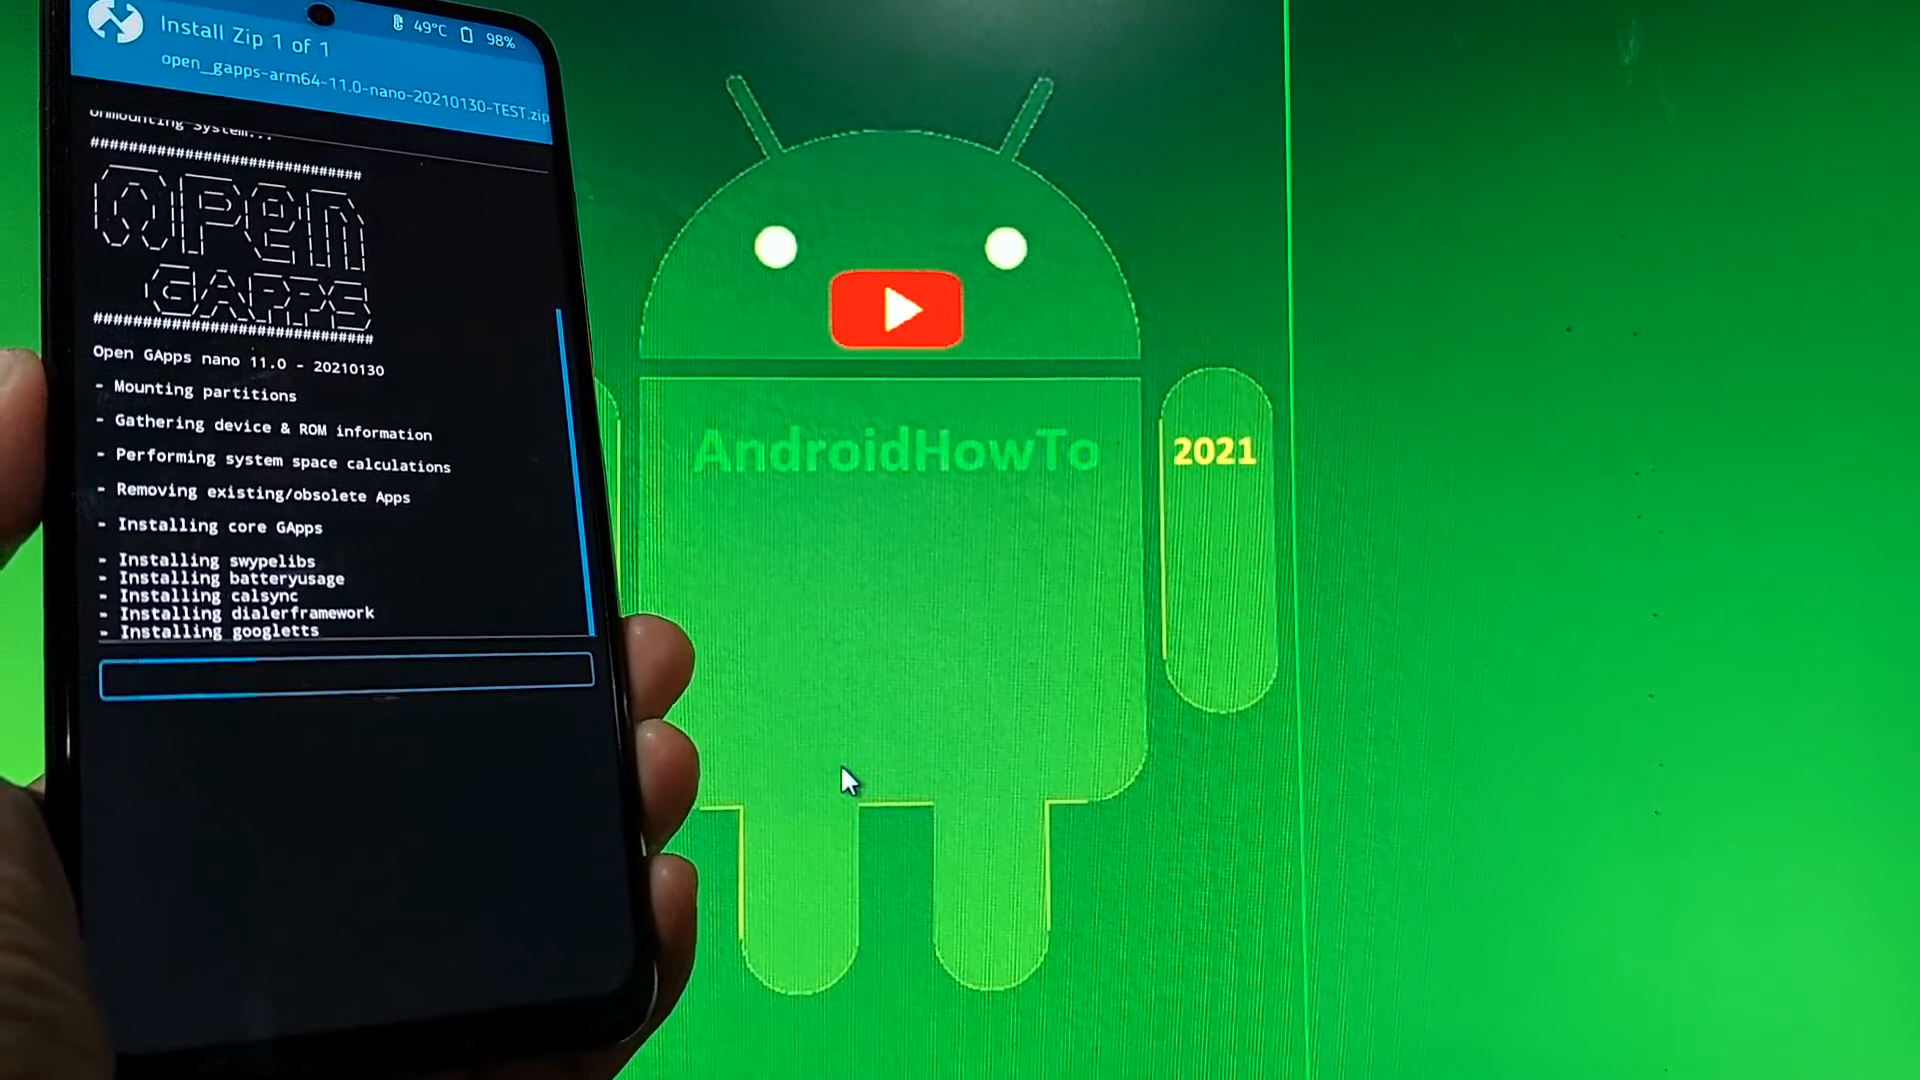 Install Zip 1 of 1
49°C 98%
open_gapps-arm64-11.0-nano-20210130-TEST.zip
Unmounting System...
############################
OPEN
GAPPS
############################
Open GApps nano 11.0 - 20210130
- Mounting partitions
- Gathering device & ROM information
- Performing system space calculations
- Removing existing/obsolete Apps
- Installing core GApps
- Installing swypelibs
- Installing batteryusage
- Installing calsync
- Installing dialerframework
- Installing googletts
AndroidHowTo
2021